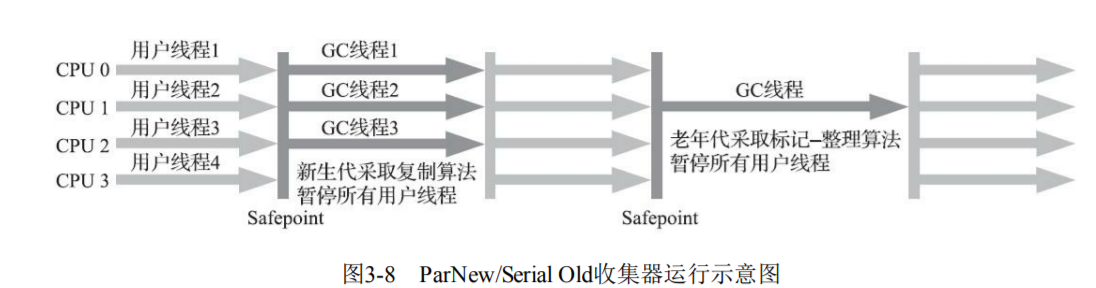 用户线程1
GC线程1
CPU 0
用户线程2
GC线程2
GC线程
CPU 1
用户线程3
GC线程3
CPU 2
老年代采取标记–整理算法
用户线程4
新生代采取复制算法
暂停所有用户线程
CPU 3
暂停所有用户线程
Safepoint
Safepoint
图3-8 ParNew/Serial Old收集器运行示意图